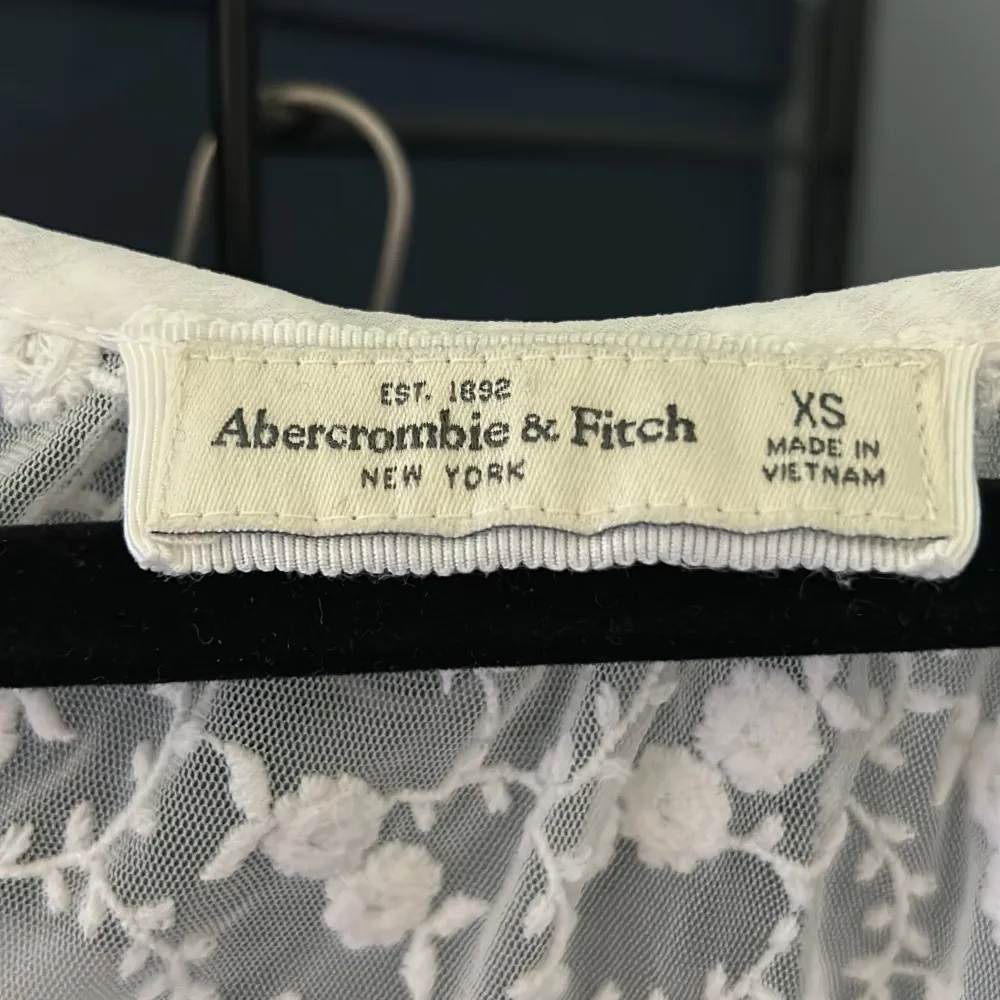 EST. 1892
Abercrombie & Fitch
NEW YORK
XS
MADE IN
VIETNAM